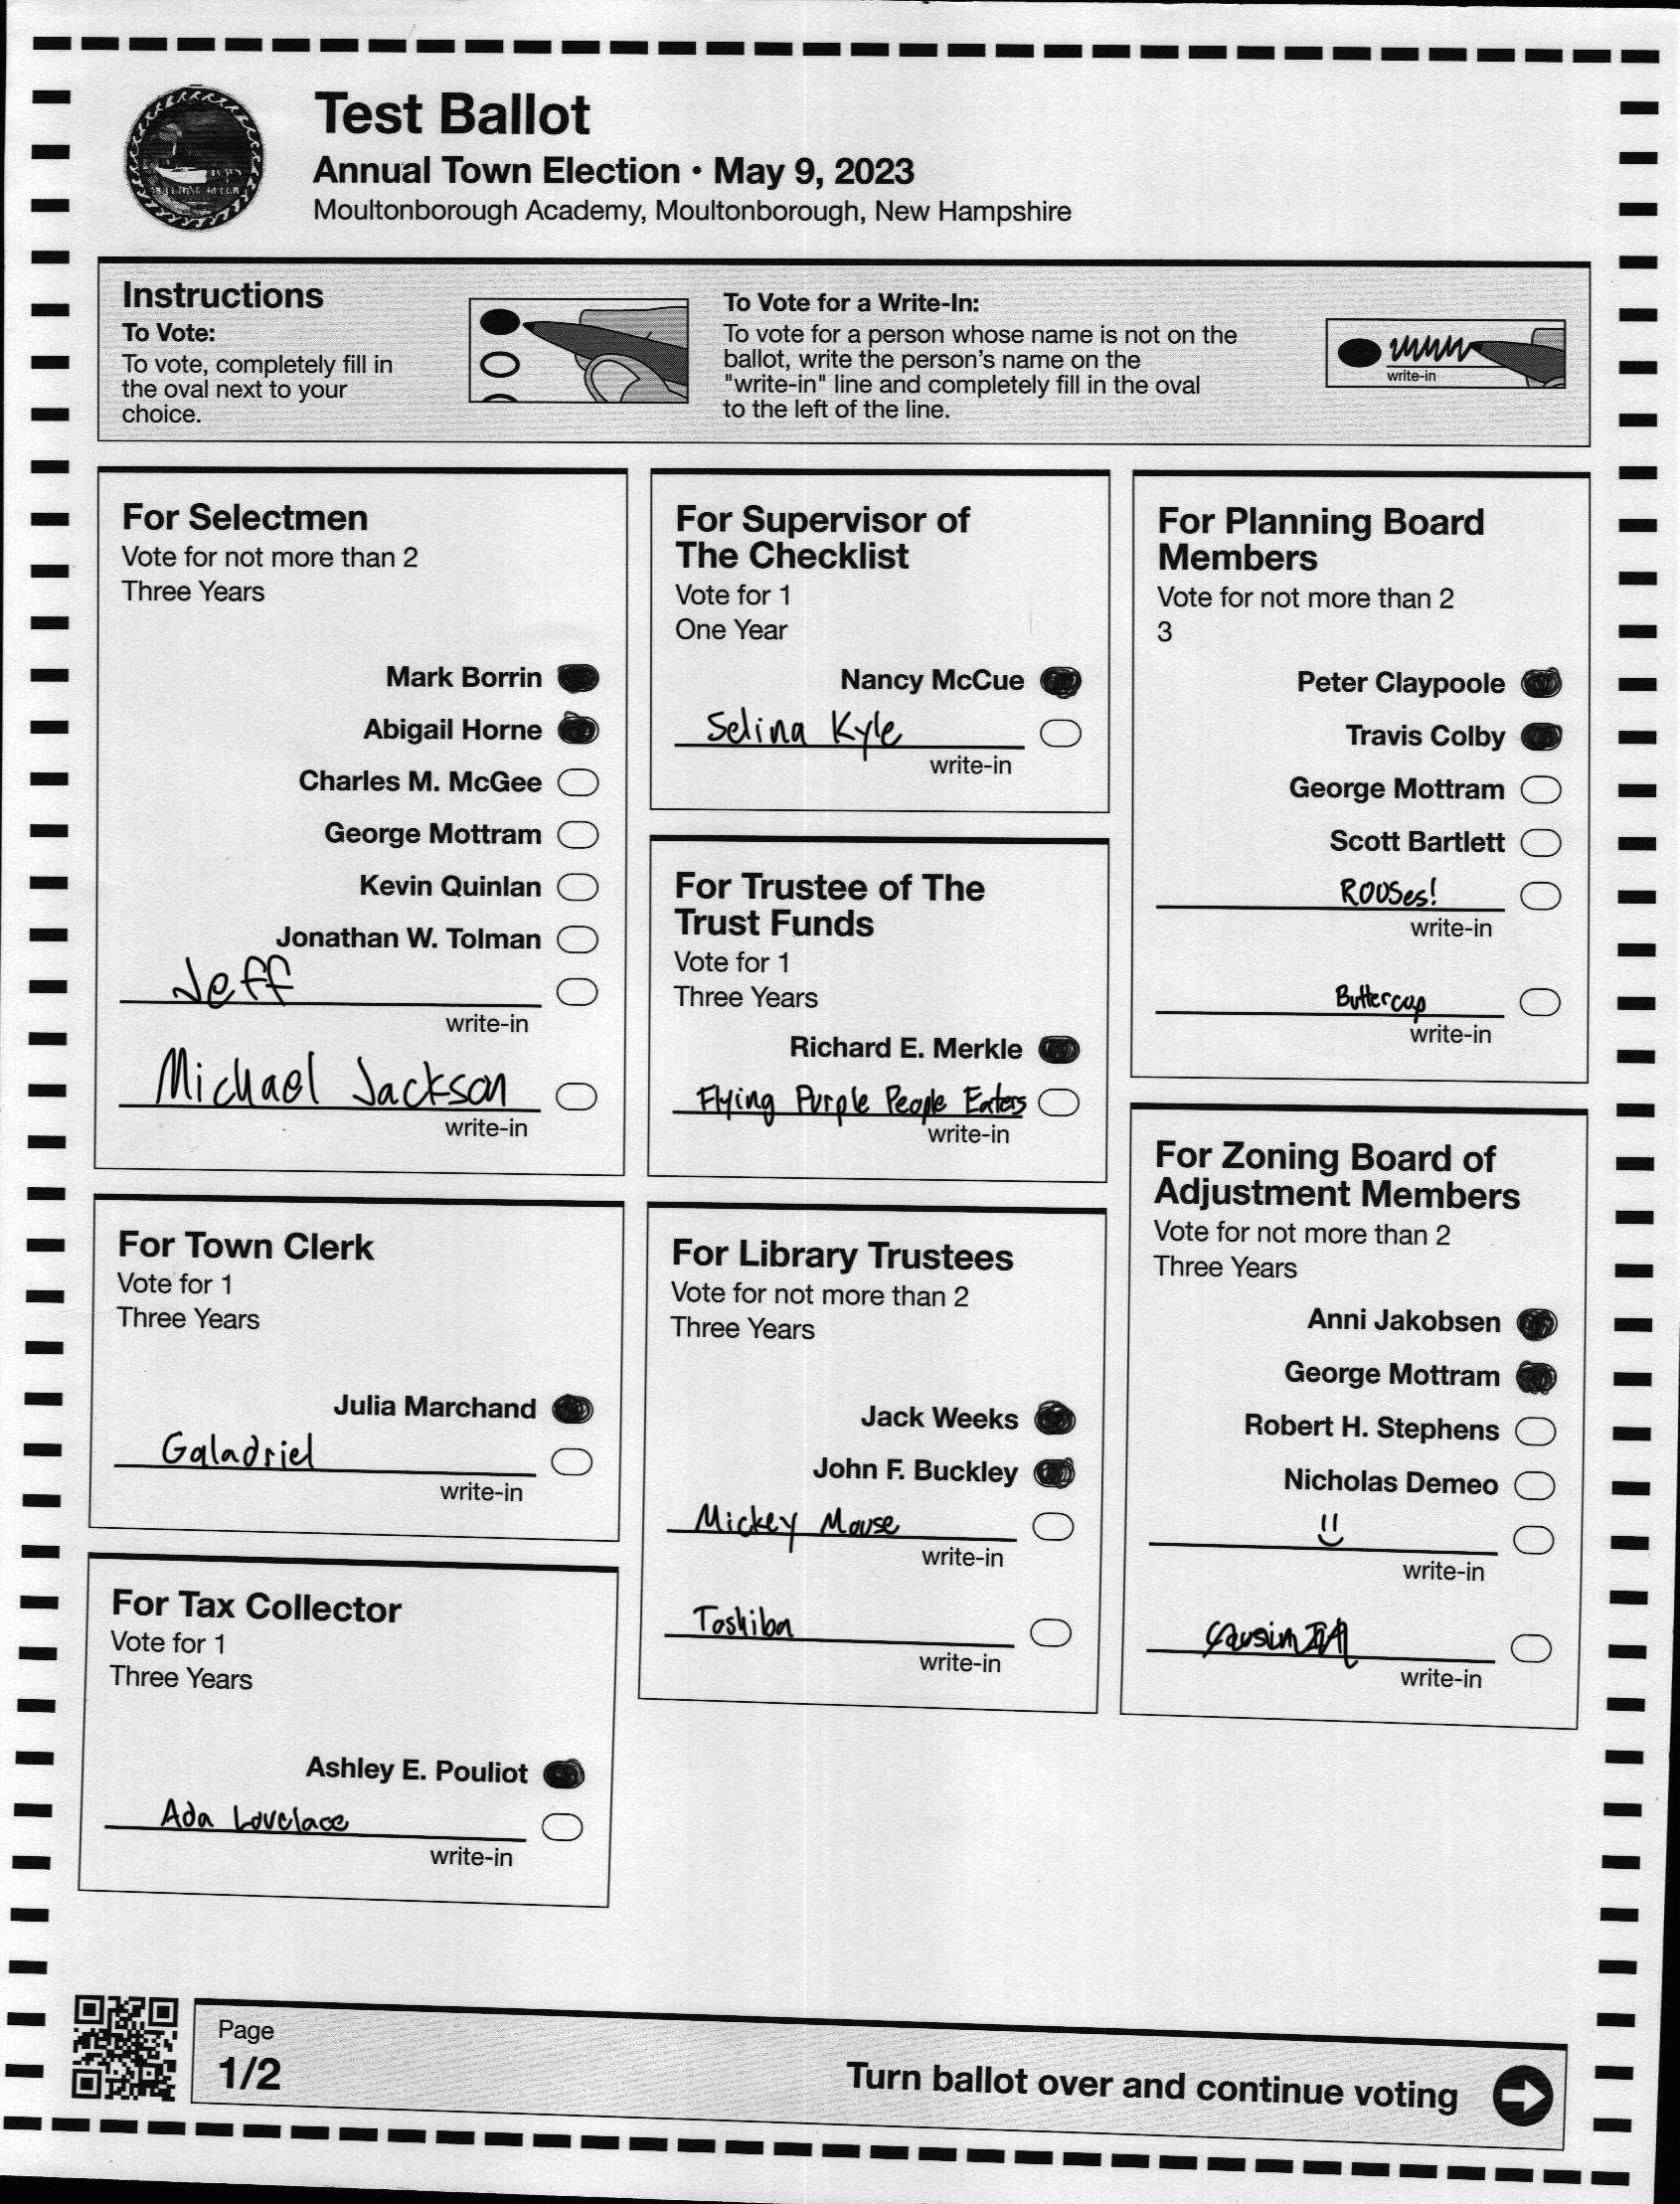 Test Ballot
Annual Town Election • May 9, 2023
Moultonborough Academy, Moultonborough, New Hampshire
Instructions
To Vote:
To vote, completely fill in
the oval next to your
choice.
To Vote for a Write-In:
To vote for a person whose name is not on the
ballot, write the person's name on the
"write-in" line and completely fill in the oval
to the left of the line.
write-in
For Selectmen
Vote for not more than 2
Three Years
Mark Borrin
Abigail Horne
Charles M. McGee
George Mottram
Kevin Quinlan
Jonathan W. Tolman
Jeff
write-in
Michael Jackson
write-in
For Town Clerk
Vote for 1
Three Years
Julia Marchand
Galadriel
write-in
For Tax Collector
Vote for 1
Three Years
Ashley E. Pouliot
Ada Lovelace
write-in
For Supervisor of
The Checklist
Vote for 1
One Year
Nancy McCue
Selina Kyle
write-in
For Trustee of The
Trust Funds
Vote for 1
Three Years
Richard E. Merkle
Flying Purple People Eaters
write-in
For Library Trustees
Vote for not more than 2
Three Years
Jack Weeks
John F. Buckley
Mickey Mouse
write-in
Toshiba
write-in
For Planning Board
Members
Vote for not more than 2
3
Peter Claypoole
Travis Colby
George Mottram
Scott Bartlett
ROUSes!
write-in
Buttercup
write-in
For Zoning Board of
Adjustment Members
Vote for not more than 2
Three Years
Anni Jakobsen
George Mottram
Robert H. Stephens
Nicholas Demeo
write-in
write-in
Page
1/2
Turn ballot over and continue voting